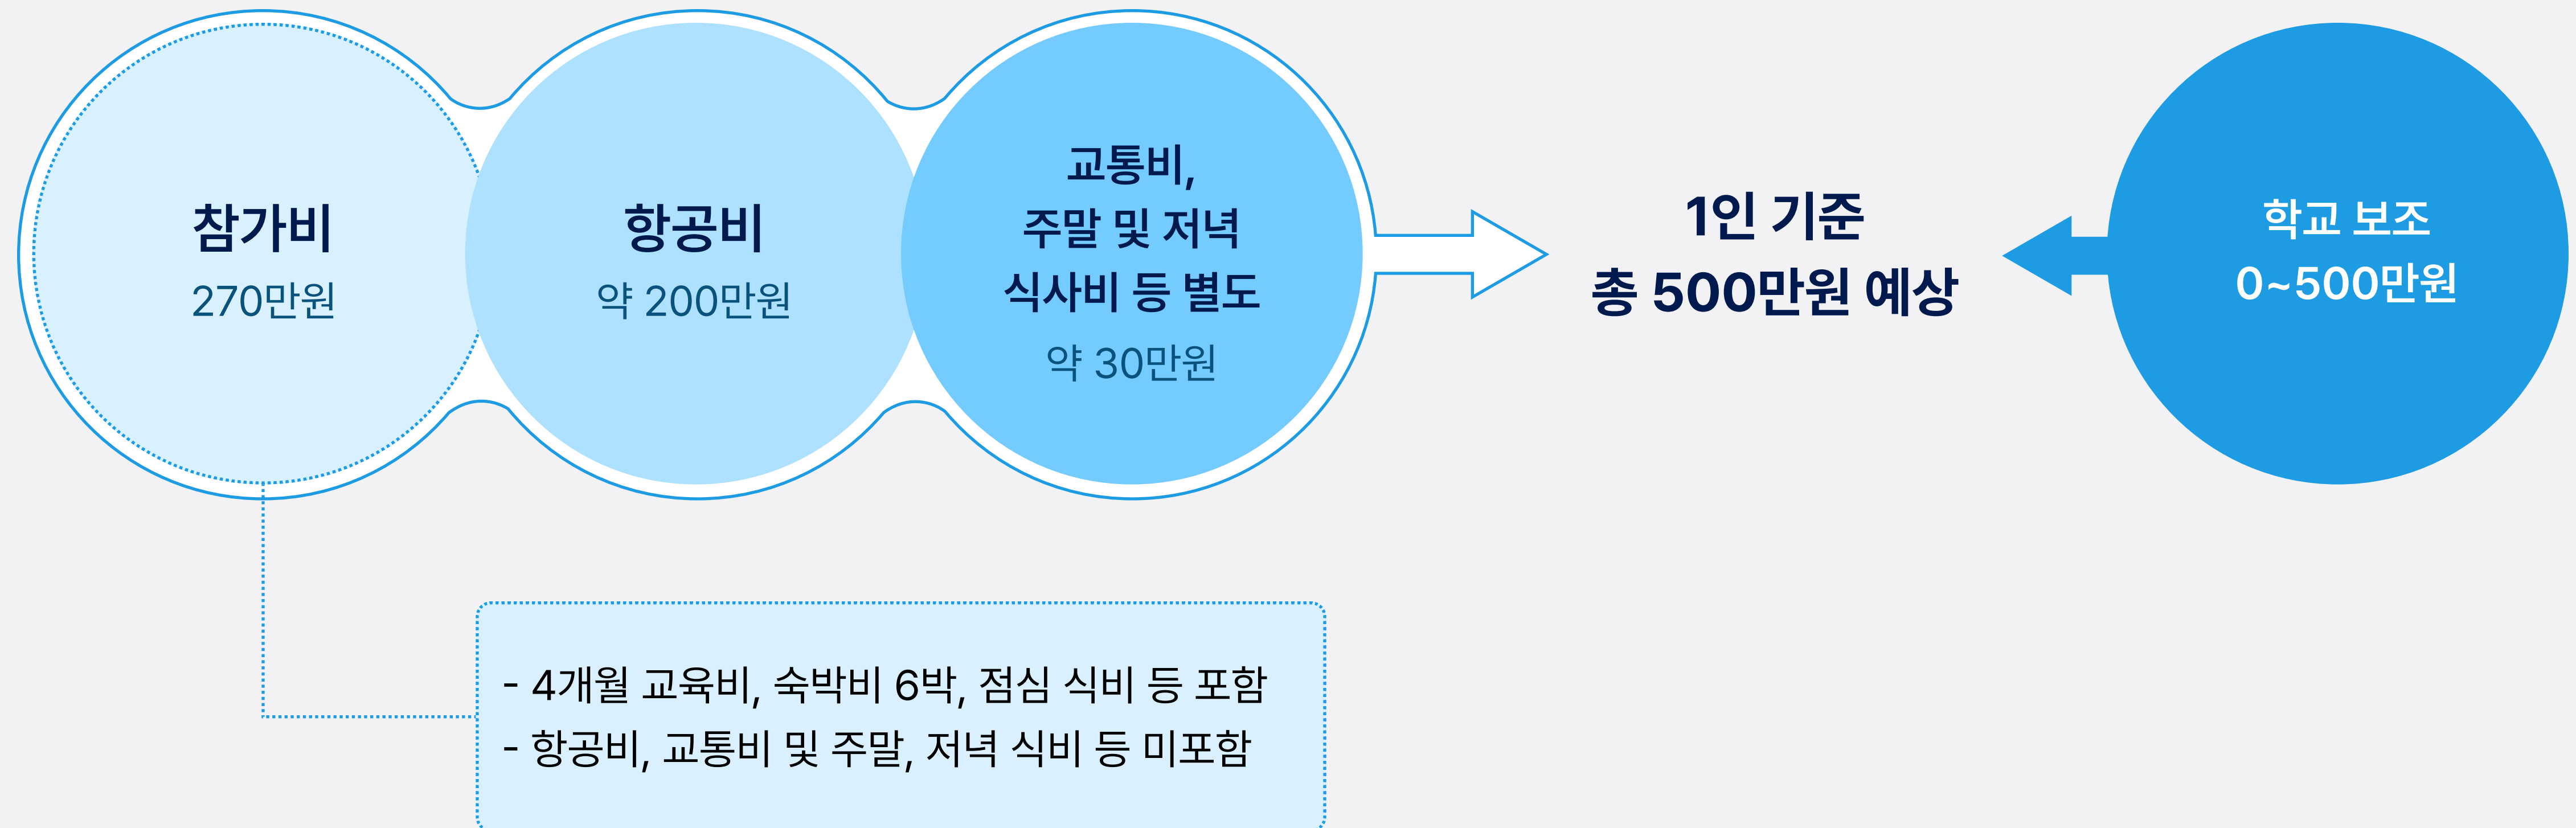 참가비
270만원
항공비
약 200만원
교통비,
주말 및 저녁
식사비 등 별도
약 30만원
1인 기준
총 500만원 예상
학교 보조
0~500만원
- 4개월 교육비, 숙박비 6박, 점심 식비 등 포함
- 항공비, 교통비 및 주말, 저녁 식비 등 미포함